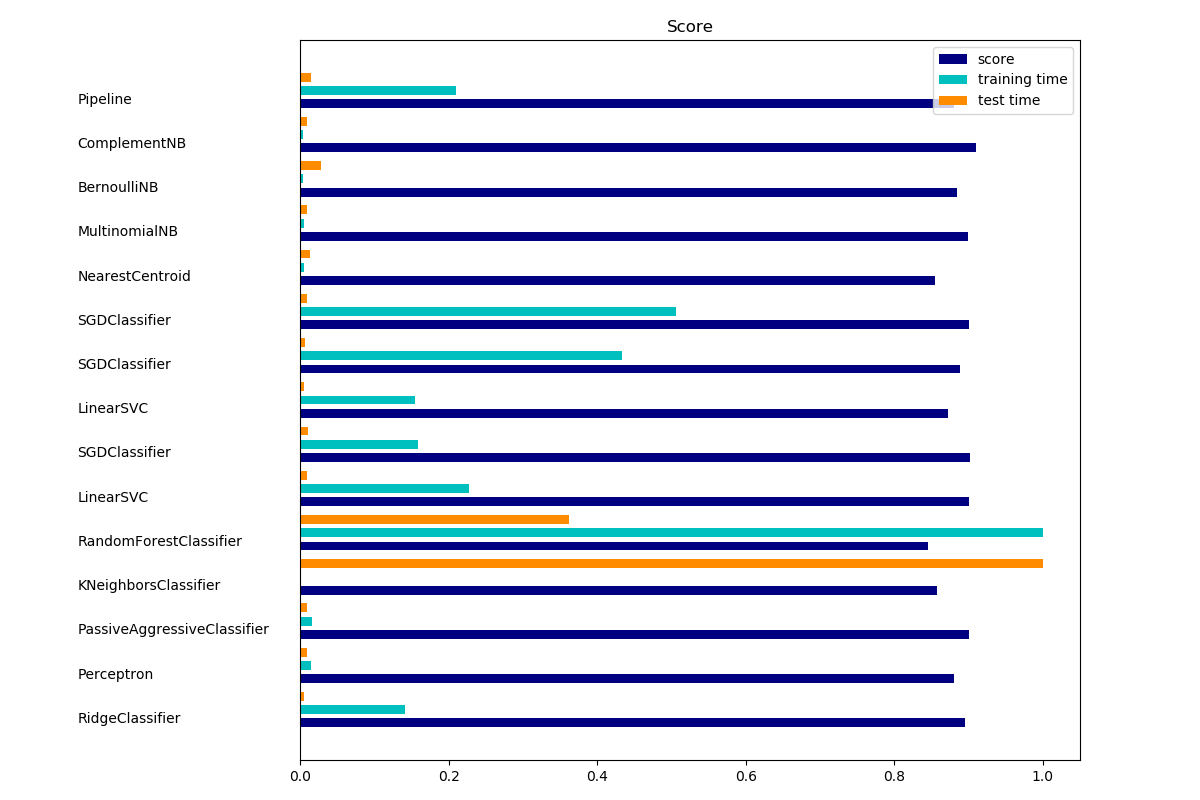 Score
score
training time
test time
Pipeline
ComplementNB
BernoulliNB
MultinomialNB
NearestCentroid
SGDClassifier
SGDClassifier
LinearSVC
SGDClassifier
LinearSVC
RandomForestClassifier
KNeighborsClassifier
PassiveAggressiveClassifier
Perceptron
RidgeClassifier
0.0 0.2 0.4 0.6 0.8 1.0